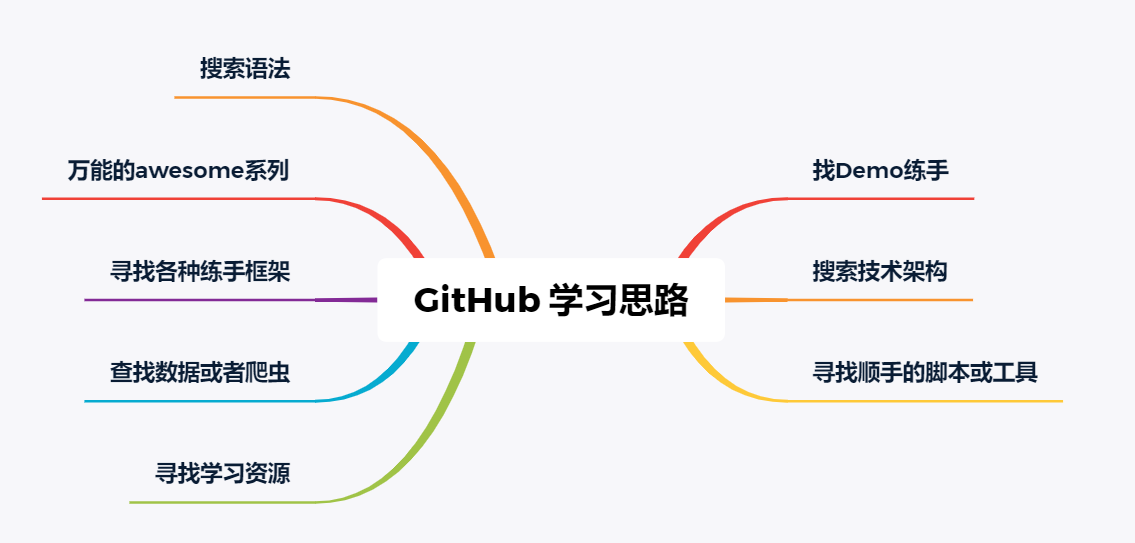 搜索语法
万能的awesome系列
寻找各种练手框架
查找数据或者爬虫
寻找学习资源
GitHub 学习思路
找Demo练手
搜索技术架构
寻找顺手的脚本或工具